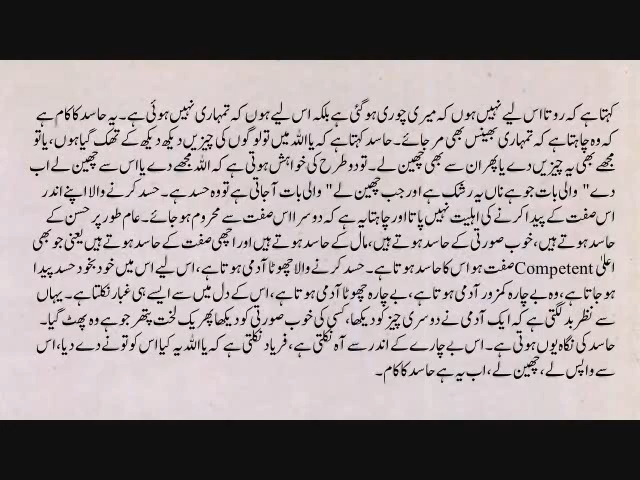 کہتا ہے کہ روتا اس لیے نہیں ہوں کہ میری چوری ہو گئی ہے بلکہ اس لیے ہوں کہ تمہاری نہیں ہوئی ہے۔ یہ حاسد کا کام ہے
کہ وہ چاہتا ہے کہ تمہاری بھینس بھی مر جائے۔ حاسد کہتا ہے کہ یا اللہ میں تو لوگوں کی چیزیں دیکھ دیکھ کے تھک گیا ہوں، یا تو
مجھے بھی یہ چیزیں دے یا پھر ان سے بھی چھین لے۔ تو دو طرح کی خواہش ہوتی ہے کہ اللہ مجھے دے یا اس سے چھین لے اب
دے" والی بات جو ہے ناں یہ رشک ہے اور جب چھین لے" والی بات آ جاتی ہے تو وہ حسد ہے۔ حسد کرنے والا اپنے اندر
اس صفت کے پیدا کرنے کی اہلیت نہیں پاتا اور چاہتا یہ ہے کہ دوسرا اس صفت سے محروم ہو جائے۔ عام طور پر حسن کے
حاسد ہوتے ہیں، خوب صورتی کے حاسد ہوتے ہیں، مال کے حاسد ہوتے ہیں اور اچھی صفت کے حاسد ہوتے ہیں یعنی جو بھی
اعلیٰ Competent صفت ہو اس کا حاسد ہوتا ہے۔ حسد کرنے والا چھوٹا آدمی ہوتا ہے، اس لیے اس میں خود بخود حسد پیدا
ہو جاتا ہے، وہ بے چارہ کمزور آدمی ہوتا ہے، بے چارہ چھوٹا آدمی ہوتا ہے، اس کے دل میں سے ایسے ہی غبار نکلتا ہے۔ یہاں
سے نظر بد لگتی ہے کہ ایک آدمی نے دوسری چیز کو دیکھا، کسی کی خوب صورتی کو دیکھا پھر یک لخت پتھر جو ہے وہ پھٹ گیا۔
حاسد کی نگاہ یوں ہوتی ہے۔ اس بے چارے کے اندر سے آہ نکلتی ہے، فریاد نکلتی ہے کہ یا اللہ یہ کیا اس کو تو نے دے دیا، اس
سے واپس لے، چھین لے، اب یہ ہے حاسد کا کام۔